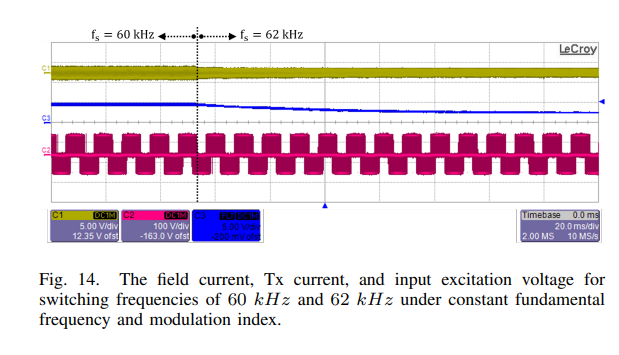 fs = 60 kHz fs = 62 kHz
LeCroy
C1
C3
C2
C1 DC1M C2 DC1M C3
5.00 V/div 100 V/div
12.35 V ofst -163.0 V ofst
Timebase 0.0 ms
20.0 ms/div
2.00 MS 10 MS/s
Fig. 14. The field current, Tx current, and input excitation voltage for
switching frequencies of 60 kHz and 62 kHz under constant fundamental
frequency and modulation index.